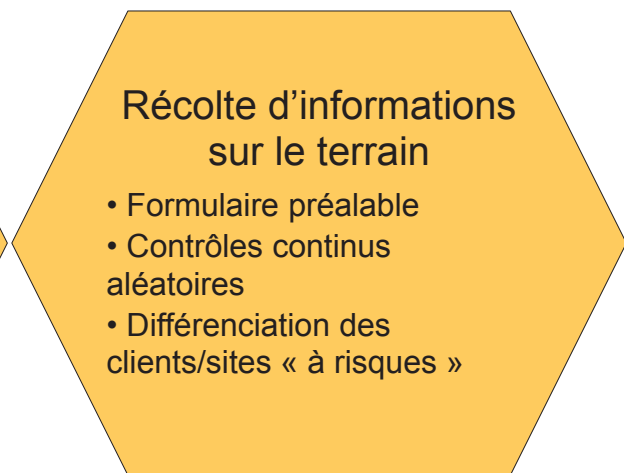 Récolte d’informations
sur le terrain
• Formulaire préalable
• Contrôles continus
aléatoires
• Différenciation des
clients/sites « à risques »